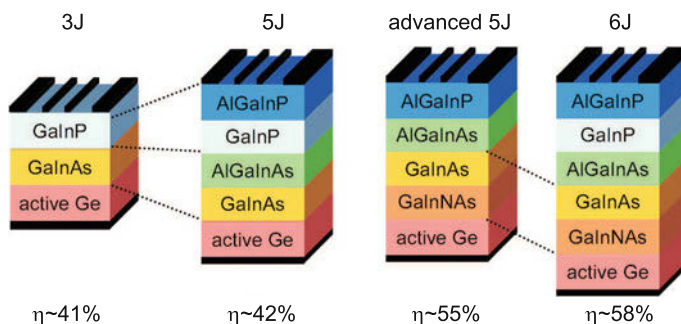 3J
5J
advanced 5J
6J
GaInP
GaInAs
active Ge
AlGaInP
GaInP
AlGaInAs
GaInAs
active Ge
AlGaInP
AlGaInAs
GaInAs
GaInNAs
active Ge
AlGaInP
GaInP
AlGaInAs
GaInAs
GaInNAs
active Ge
η~41%
η~42%
η~55%
η~58%